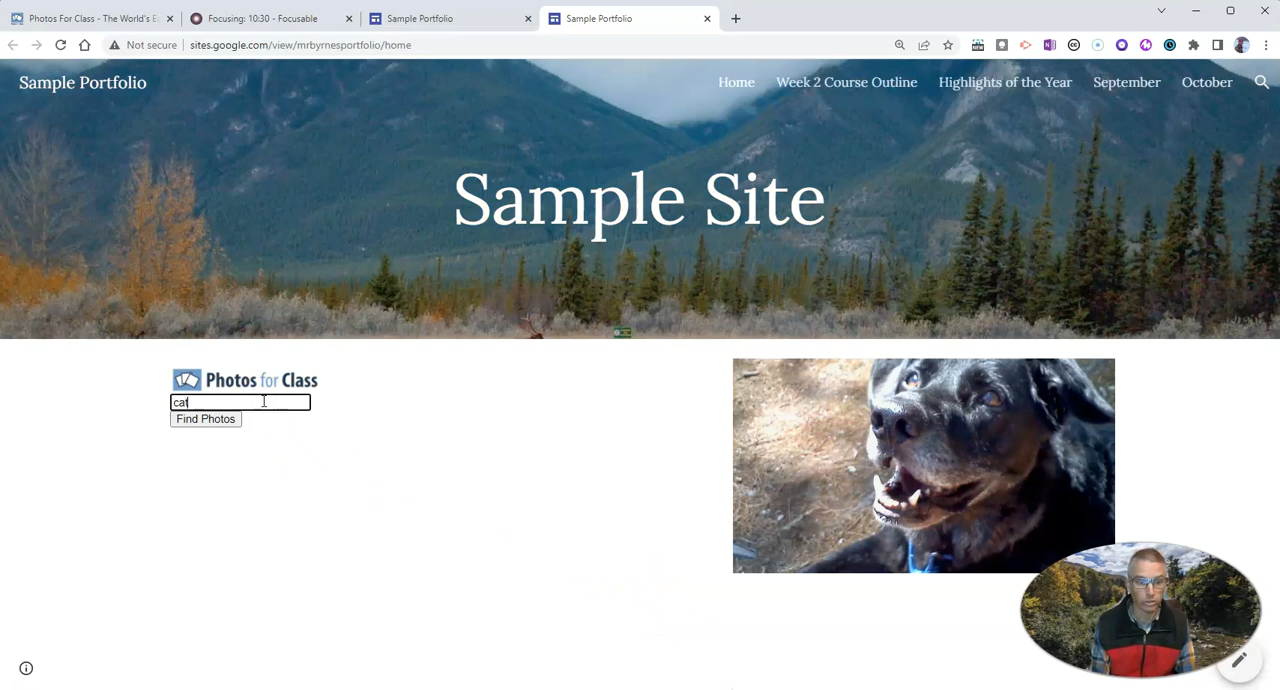 Photos For Class - The World's E
Focusing: 10:30 - Focusable
Sample Portfolio
Sample Portfolio
Not secure
sites.google.com/view/mrbyrnesportfolio/home
Sample Portfolio
Home
Week 2 Course Outline
Highlights of the Year
September
October
Sample Site
Photos for Class
cat
Find Photos